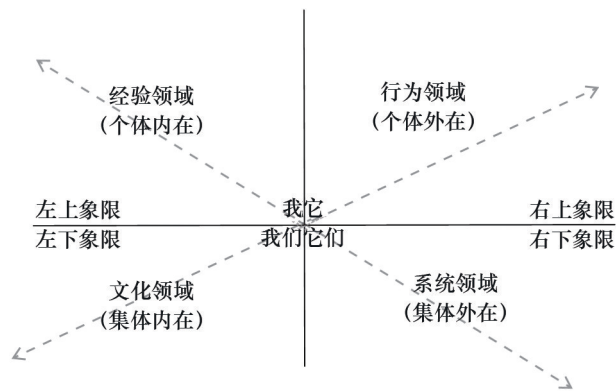 经验领域
（个体内在）
行为领域
（个体外在）
左上象限
我它
右上象限
左下象限
我们它们
右下象限
文化领域
（集体内在）
系统领域
（集体外在）